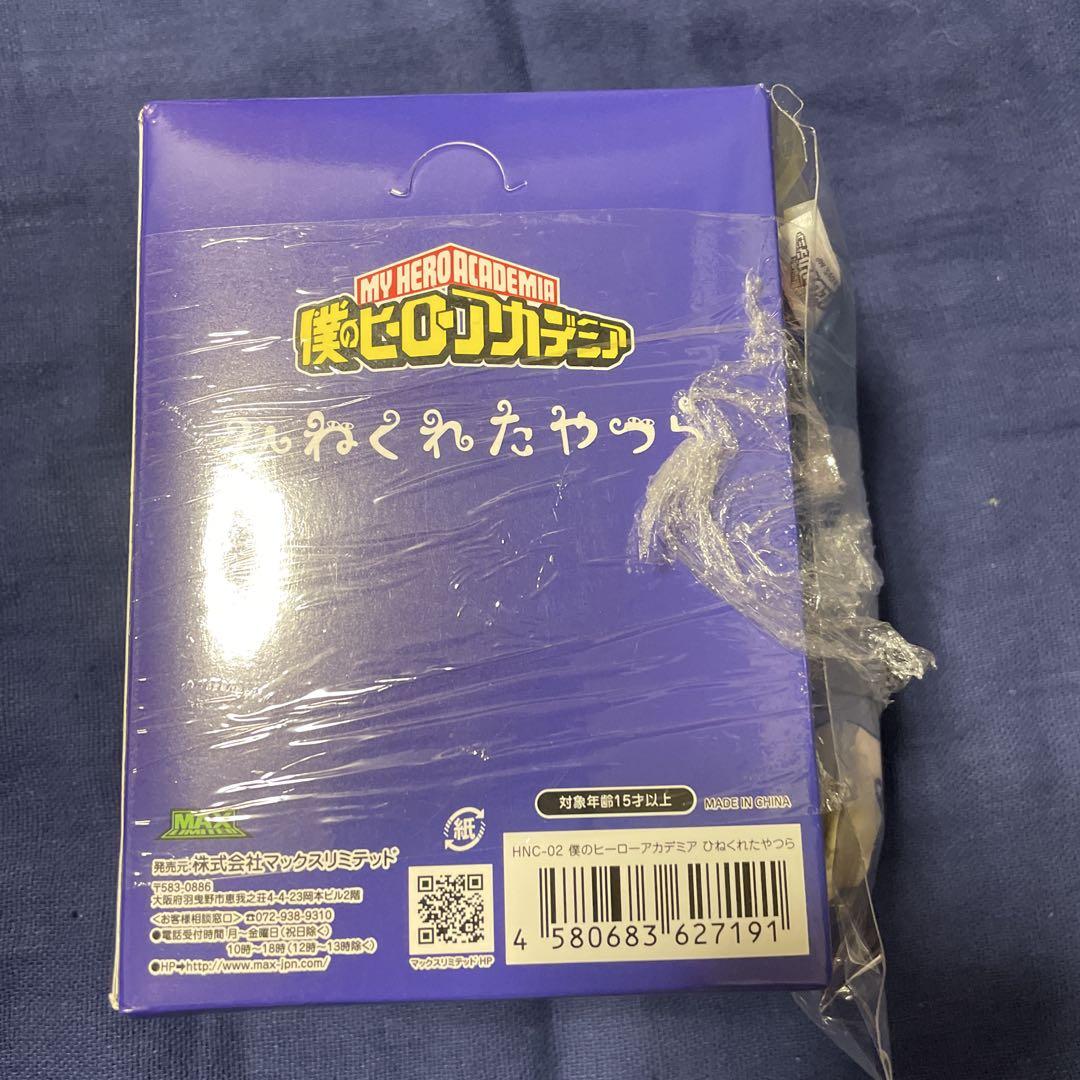 MY HERO ACADEMIA
僕のヒーローアカデミア
ひねくれたやつら
対象年齢15才以上
MADE IN CHINA
MAX
LIMITED
紙
発売元:株式会社マックスリミテッド
〒583-0886
大阪府羽曳野市恵我之荘4-4-23岡本ビル2階
<お客様相談窓口>☎072-938-9310
●電話受付時間 月〜金曜日(祝日除く)
10時〜18時(12時〜13時除く)
●HP→http://www.max-jpn.com/
マックスリミテッドHP
HNC-02 僕のヒーローアカデミア ひねくれたやつら
4 580683 627191